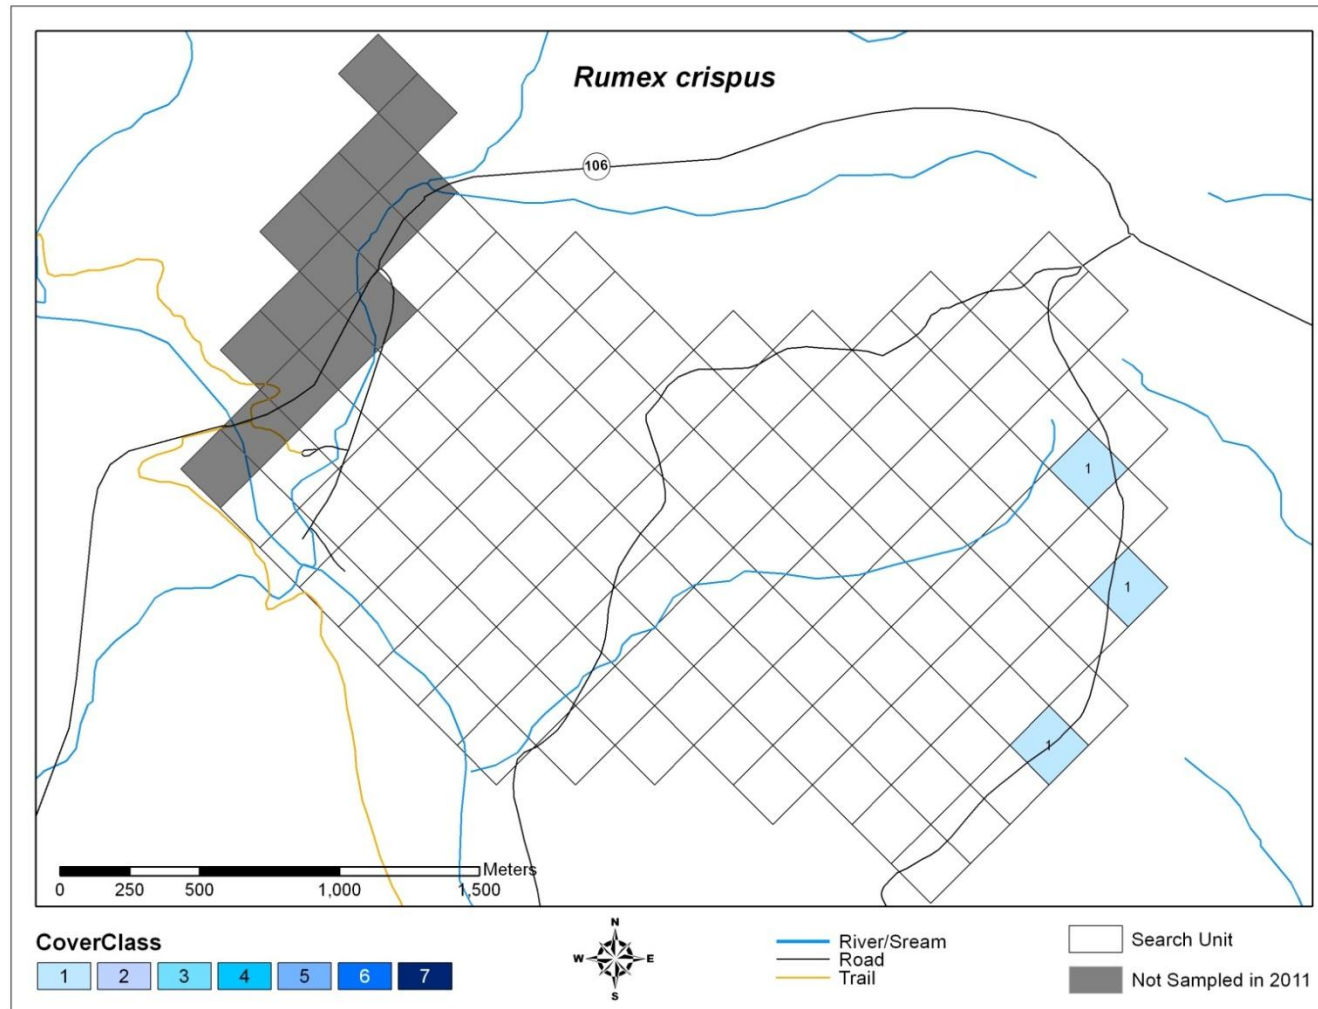 Rumex crispus
106
1
1
1
Meters
0 250 500 1,000 1,500
CoverClass
1 2 3 4 5 6 7
N
W E
S
River/Sream
Road
Trail
Search Unit
Not Sampled in 2011